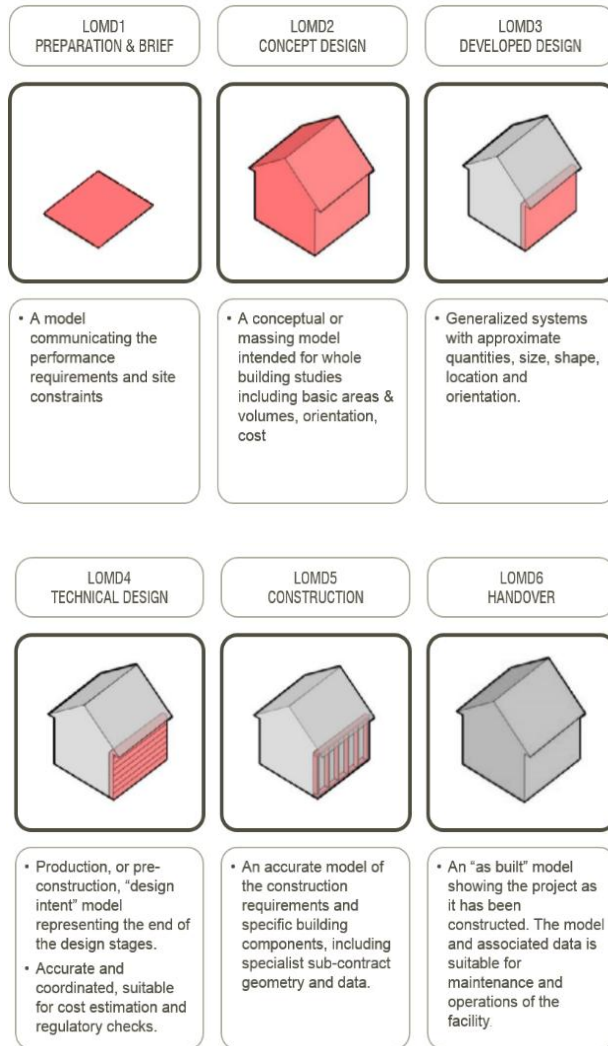 LOMD1
PREPARATION & BRIEF
LOMD2
CONCEPT DESIGN
LOMD3
DEVELOPED DESIGN
• A model
communicating the
performance
requirements and site
constraints
• A conceptual or
massing model
intended for whole
building studies
including basic areas &
volumes, orientation,
cost
• Generalized systems
with approximate
quantities, size, shape,
location and
orientation.
LOMD4
TECHNICAL DESIGN
LOMD5
CONSTRUCTION
LOMD6
HANDOVER
• Production, or pre-
construction, “design
intent” model
representing the end of
the design stages.
• Accurate and
coordinated, suitable
for cost estimation and
regulatory checks.
• An accurate model of
the construction
requirements and
specific building
components, including
specialist sub-contract
geometry and data.
• An “as built” model
showing the project as
it has been
constructed. The model
and associated data is
suitable for
maintenance and
operations of the
facility.